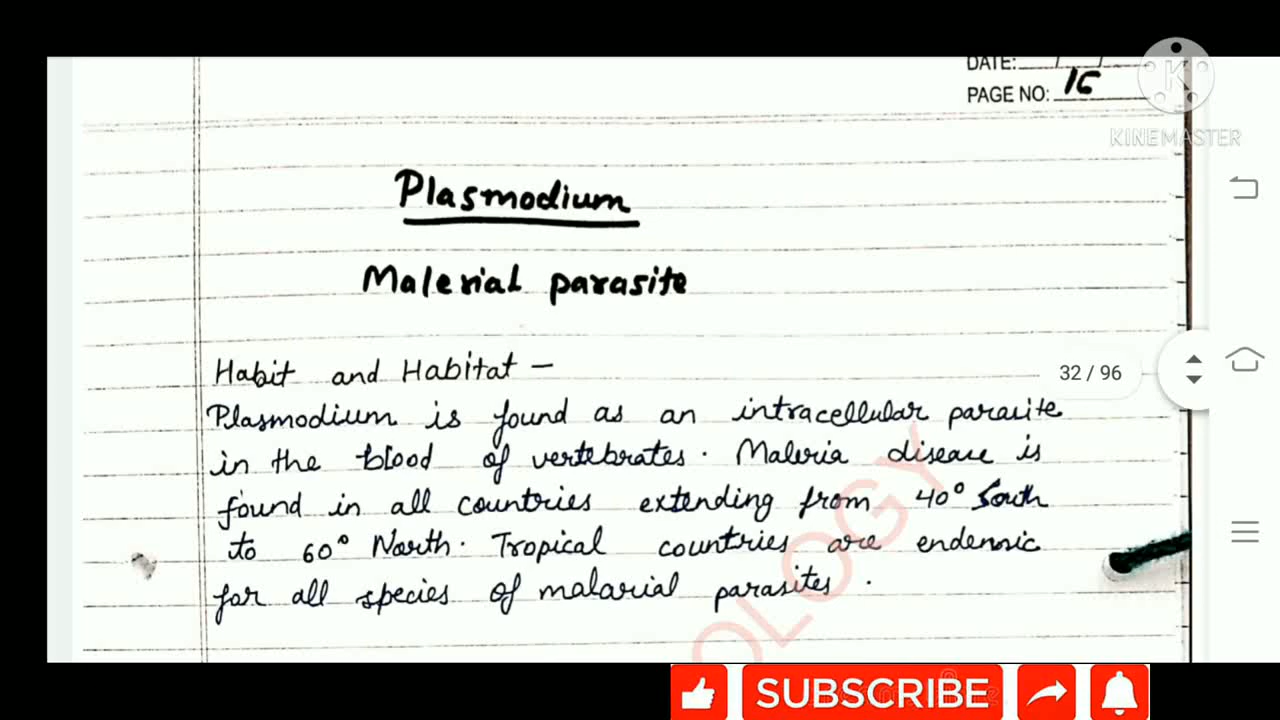 DATE: / /
PAGE NO: 16
KINEMASTER
Plasmodium
Malerial parasite
Habit and Habitat –
32 / 96
Plasmodium is found as an intracellular parasite
in the blood of vertebrates. Maleria disease is
found in all countries extending from 40° South
to 60° North. Tropical countries are endemic
for all species of malarial parasites.
OLOGY
SUBSCRIBE